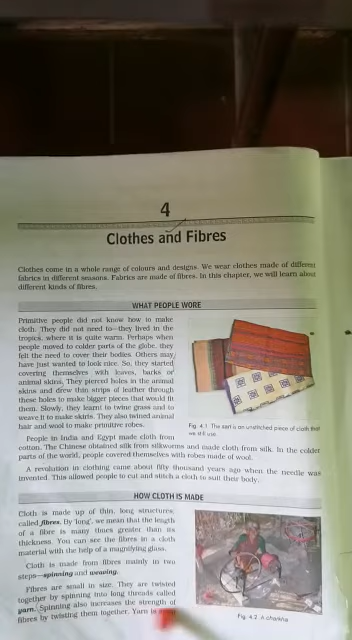 4
Clothes and Fibres
Clothes come in a whole range of colours and designs. We wear clothes made of different
fabrics in different seasons. Fabrics are made of fibres. In this chapter, we will learn about
different kinds of fibres.
WHAT PEOPLE WORE
Primitive people did not know how to make
cloth. They did not need to—they lived in the
tropics, where it is quite warm. Perhaps when
people moved to colder parts of the globe, they
felt the need to cover their bodies. Others may
have just wanted to look nice. So, they started
covering themselves with leaves, barks or
animal skins. They pierced holes in the animal
skins and drew thin strips of leather through
these holes to make bigger pieces that would fit
them. Slowly, they learnt to twine grass and to
weave it to make skirts. They also twined animal
hair and wool to make primitive robes.
Fig. 4.1 The sari is an unstitched piece of cloth that
we still use.
People in India and Egypt made cloth from
cotton. The Chinese obtained silk from silkworms and made cloth from silk. In the colder
parts of the world, people covered themselves with robes made of wool.
A revolution in clothing came about fifty thousand years ago when the needle was
invented. This allowed people to cut and stitch a cloth to suit their body.
HOW CLOTH IS MADE
Cloth is made up of thin, long structures,
called fibres. By 'long', we mean that the length
of a fibre is many times greater than its
thickness. You can see the fibres in a cloth
material with the help of a magnifying glass.
Cloth is made from fibres mainly in two
steps—spinning and weaving.
Fibres are small in size. They are twisted
together by spinning into long threads called
yarn. Spinning also increases the strength of
fibres by twisting them together. Yarn is
Fig. 4.2 A charkha